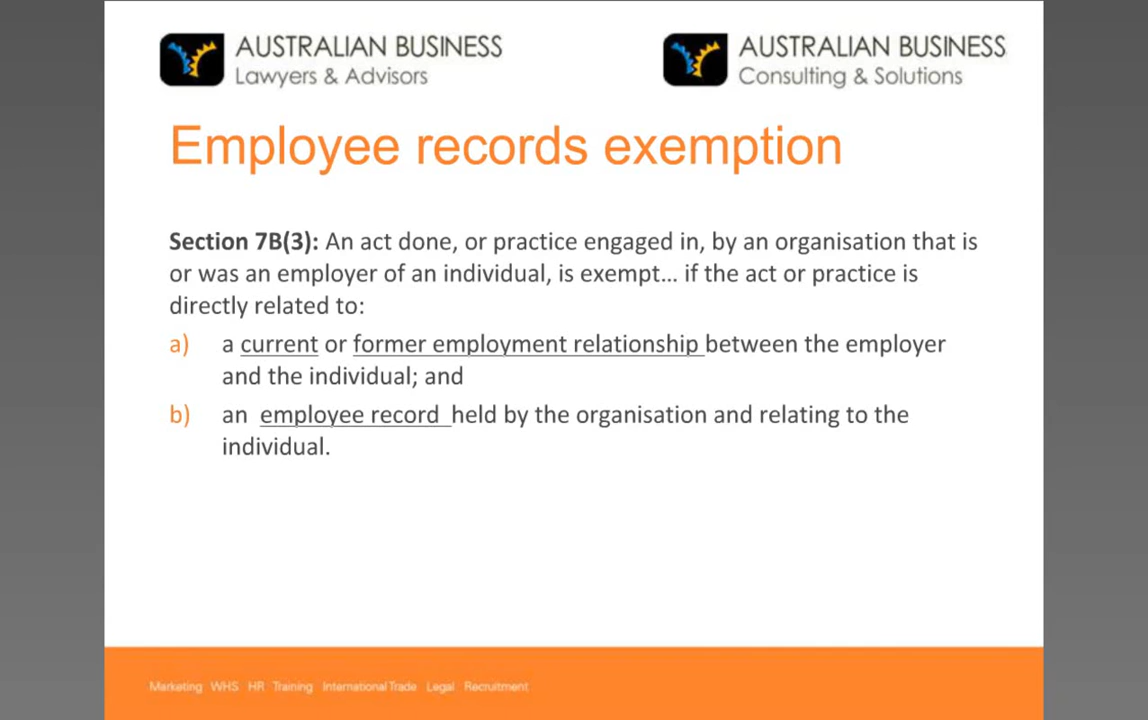 AUSTRALIAN BUSINESS
Lawyers & Advisors
AUSTRALIAN BUSINESS
Consulting & Solutions
Employee records exemption
Section 7B(3): An act done, or practice engaged in, by an organisation that is
or was an employer of an individual, is exempt... if the act or practice is
directly related to:
a) a current or former employment relationship between the employer
and the individual; and
b) an employee record held by the organisation and relating to the
individual.
Marketing WHS HR Training International Trade Legal Recruitment